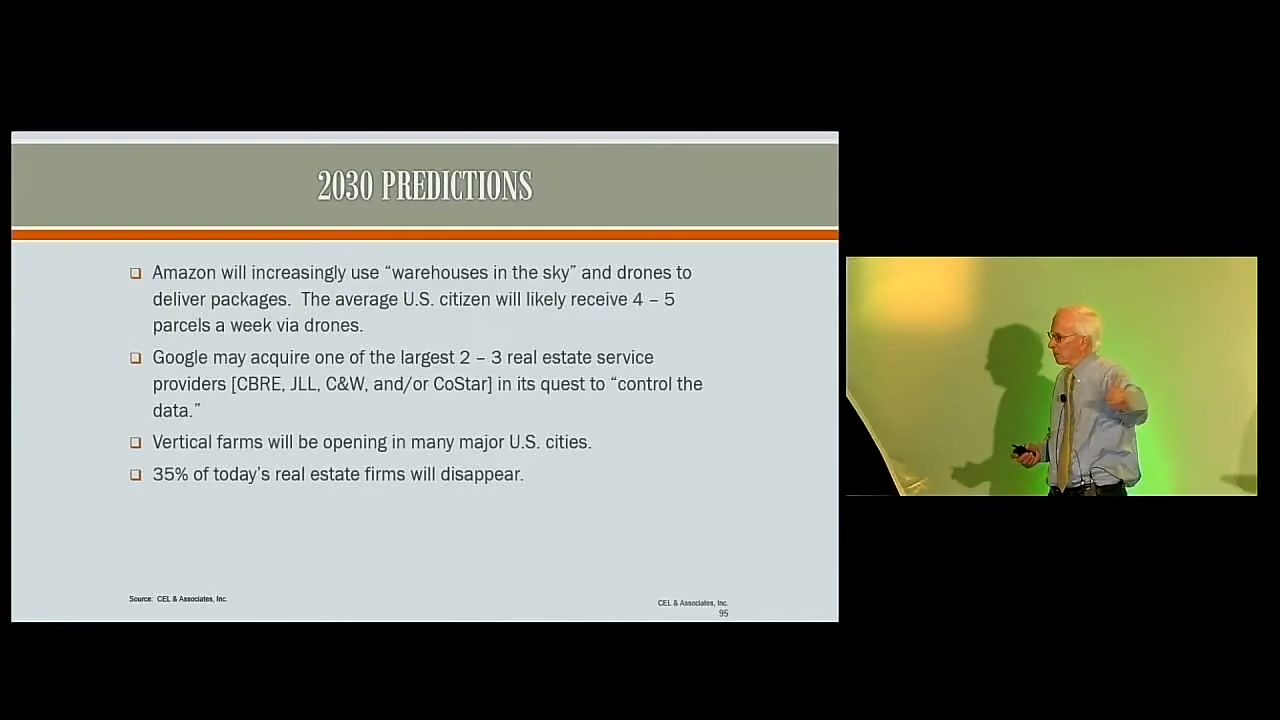 2030 PREDICTIONS
Amazon will increasingly use “warehouses in the sky” and drones to
deliver packages.  The average U.S. citizen will likely receive 4 – 5
parcels a week via drones.
Google may acquire one of the largest 2 – 3 real estate service
providers [CBRE, JLL, C&W, and/or CoStar] in its quest to “control the
data.”
Vertical farms will be opening in many major U.S. cities.
35% of today’s real estate firms will disappear.
Source:  CEL & Associates, Inc.
CEL & Associates, Inc.
95